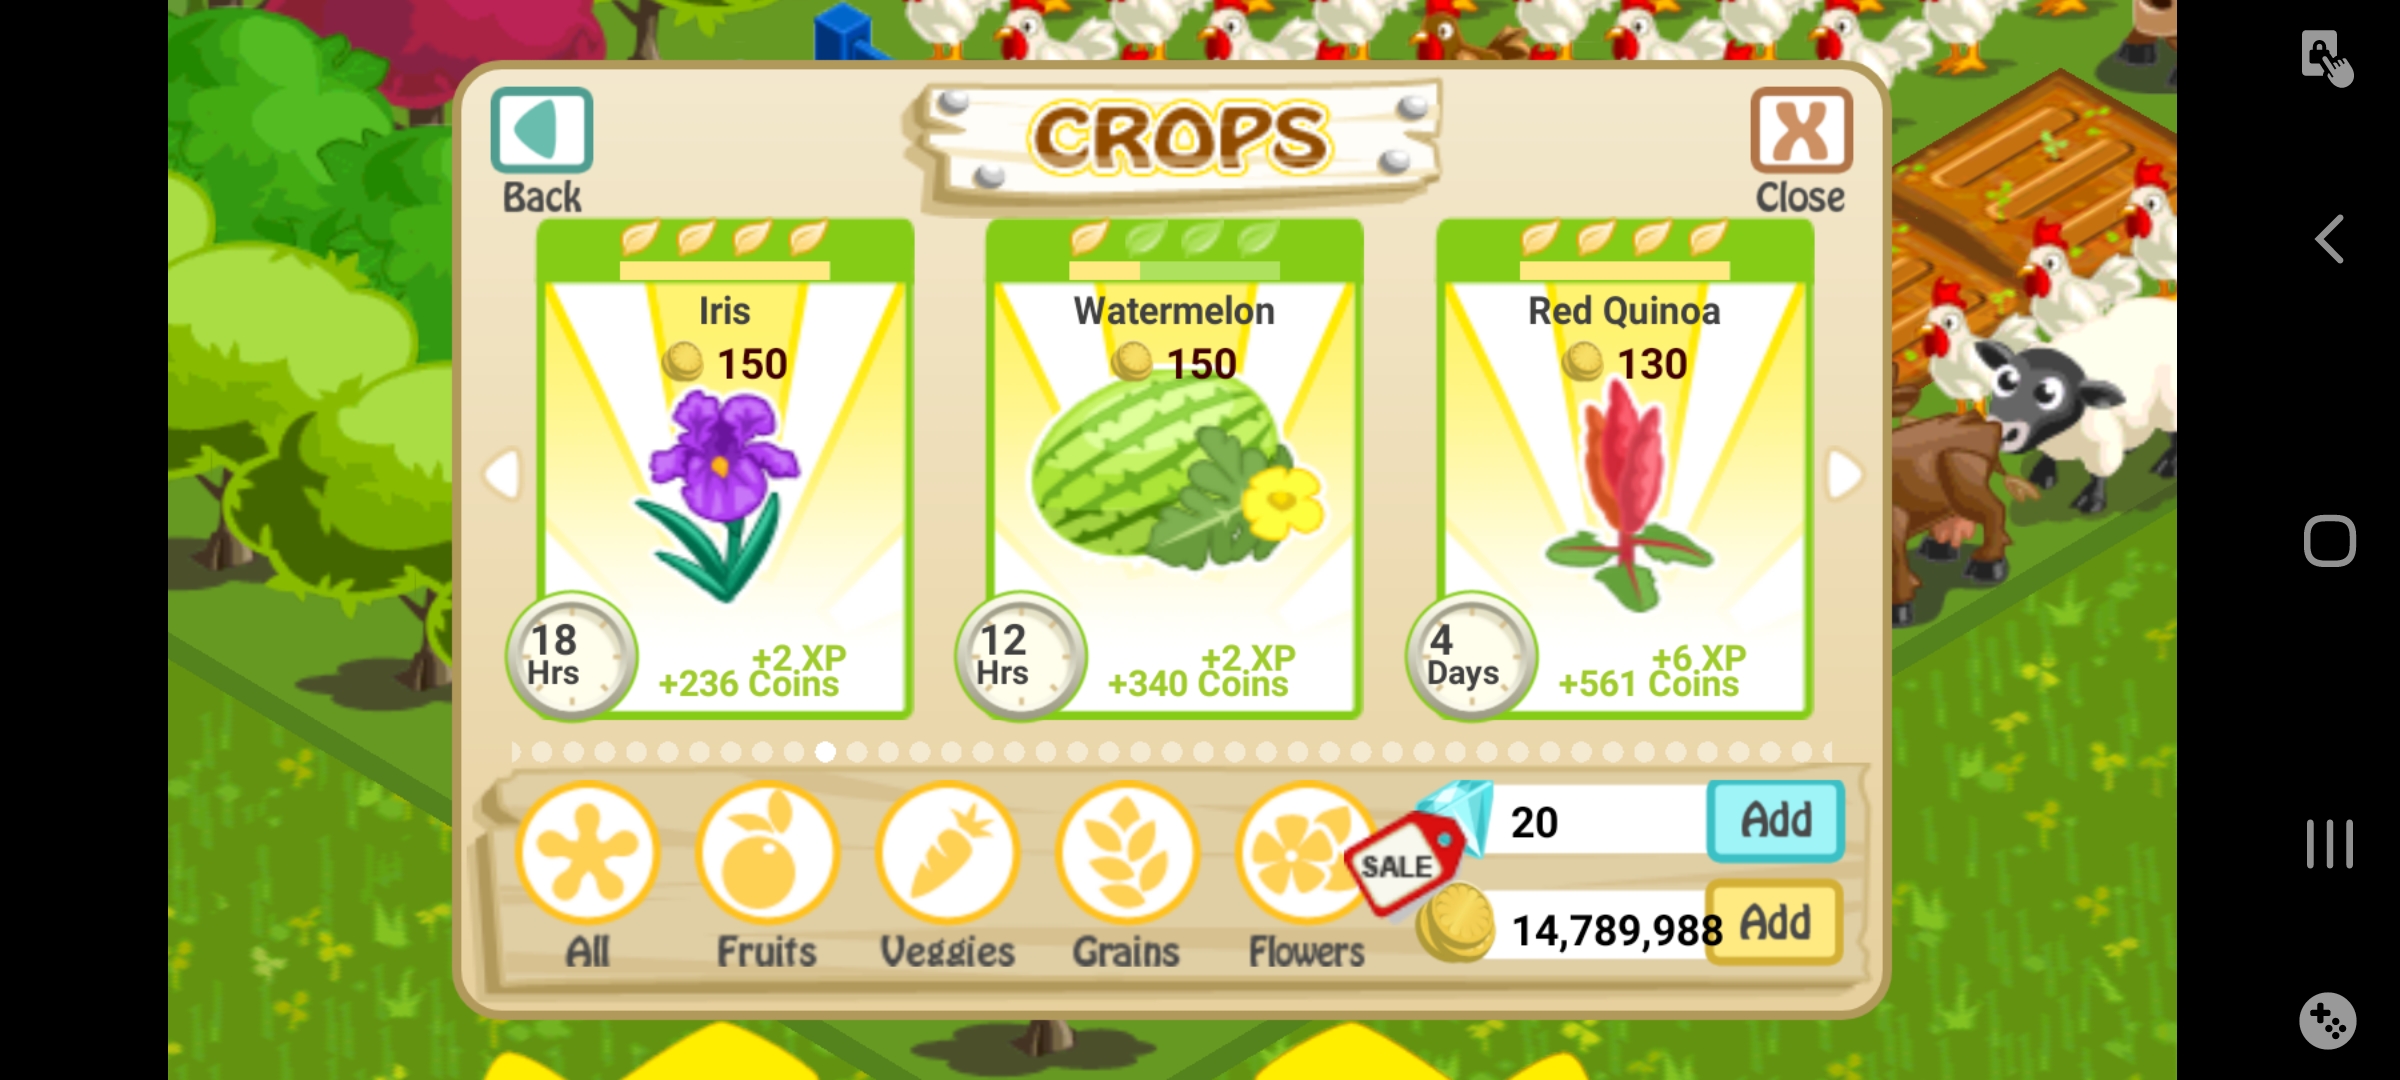 CROPS
Back
Close
Iris
150
18
Hrs
+2 XP
+236 Coins
Watermelon
150
12
Hrs
+2 XP
+340 Coins
Red Quinoa
130
4
Days
+6 XP
+561 Coins
All
Fruits
Veggies
Grains
Flowers
SALE
20
Add
14,789,988
Add